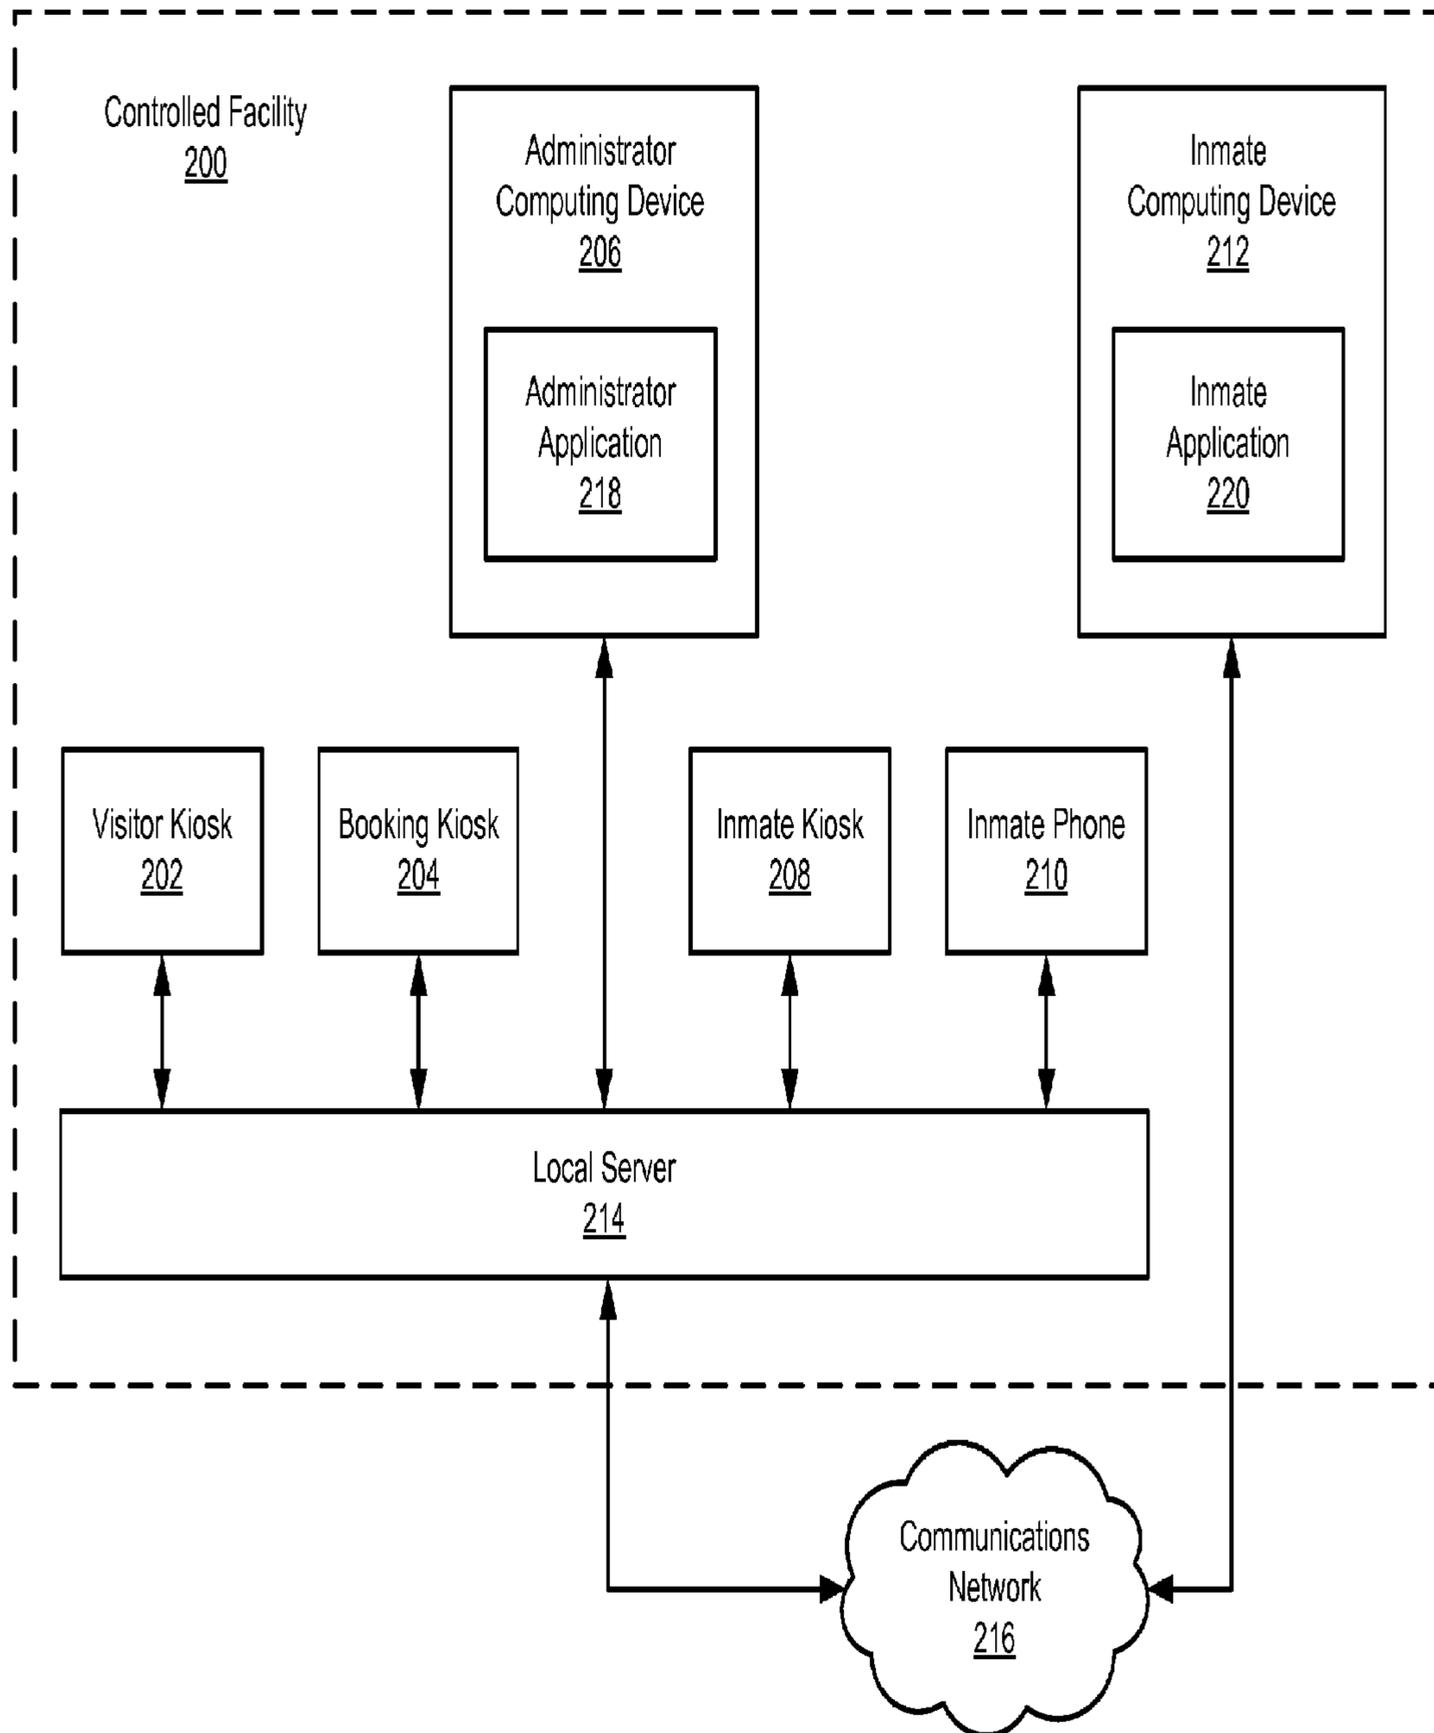 Controlled Facility
200
Administrator
Computing Device
206
Administrator
Application
218
Inmate
Computing Device
212
Inmate
Application
220
Visitor Kiosk
202
Booking Kiosk
204
Inmate Kiosk
208
Inmate Phone
210
Local Server
214
Communications
Network
216